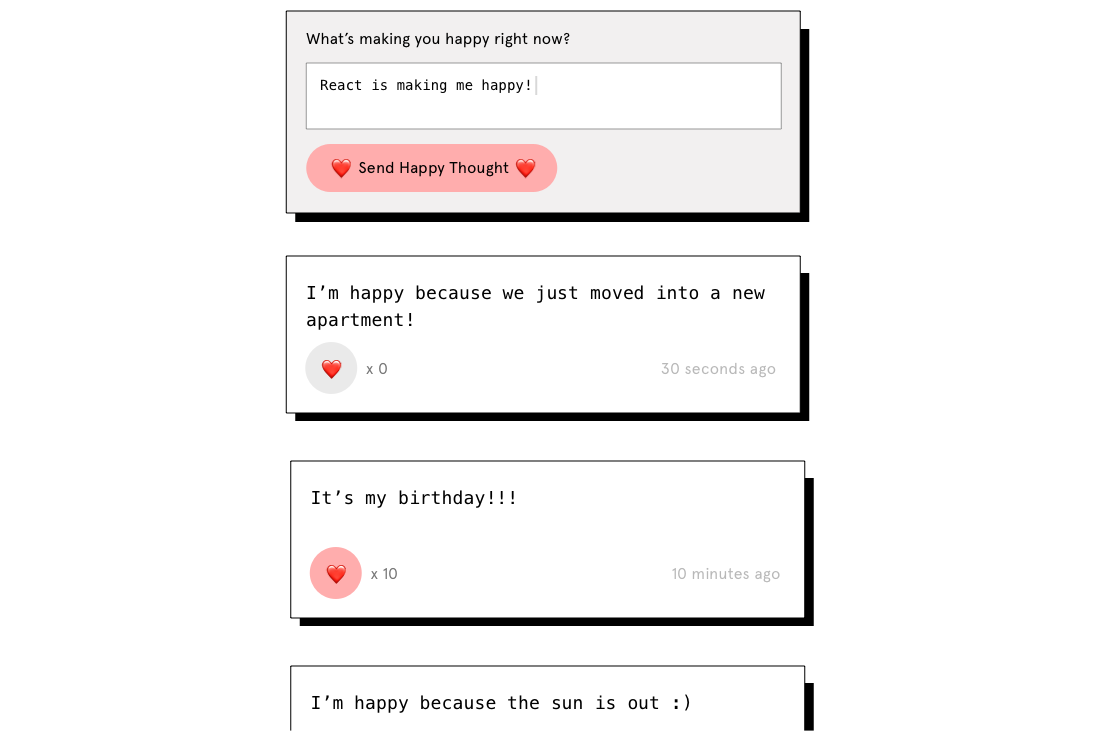 What’s making you happy right now?
React is making me happy!
❤️ Send Happy Thought ❤️
I’m happy because we just moved into a new
apartment!
❤️ x 0 30 seconds ago
It’s my birthday!!!
❤️ x 10 10 minutes ago
I’m happy because the sun is out :)